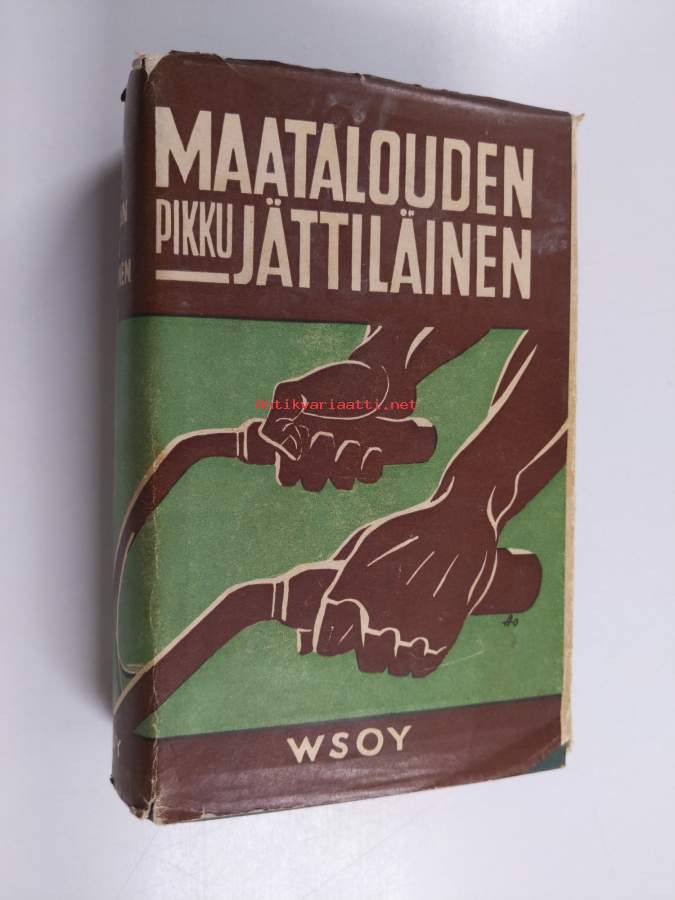 MAATALOUDEN
PIKKU JÄTTILÄINEN
Antikvariaatti.net
WSOY